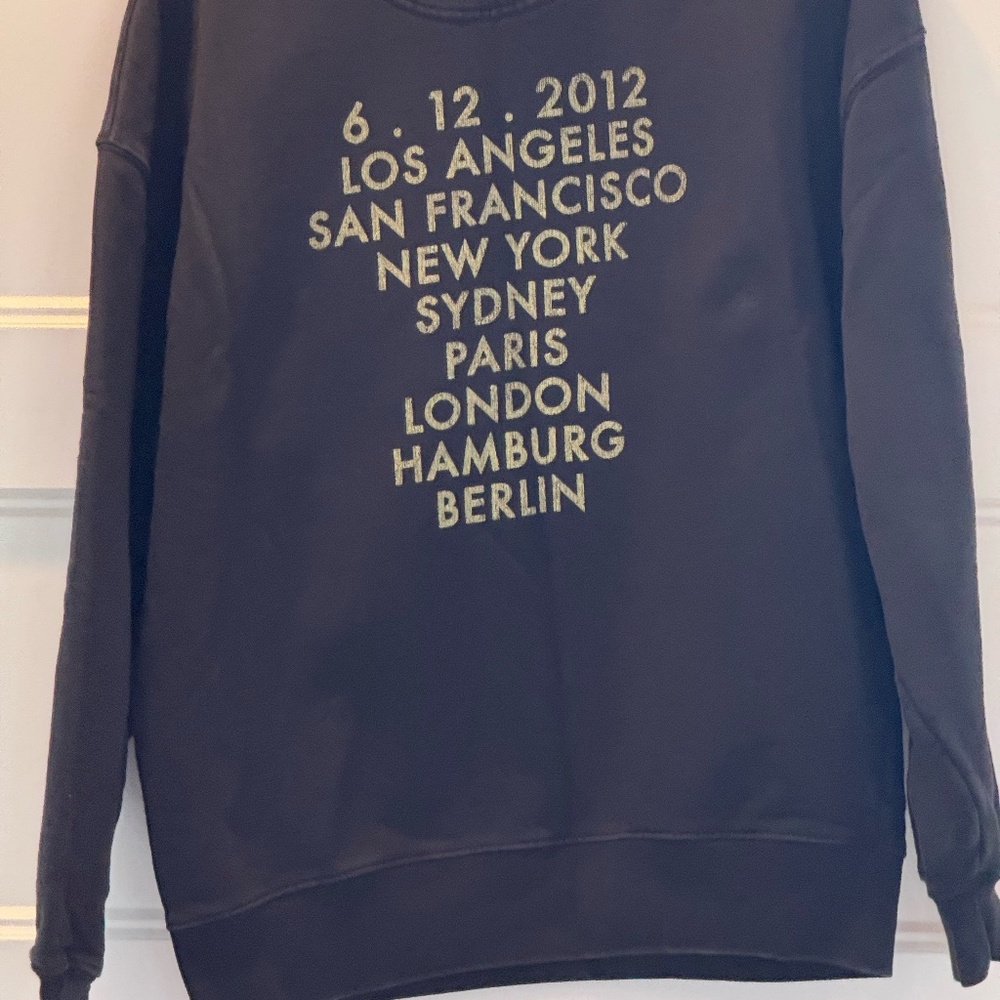 6 . 12 . 2012
LOS ANGELES
SAN FRANCISCO
NEW YORK
SYDNEY
PARIS
LONDON
HAMBURG
BERLIN